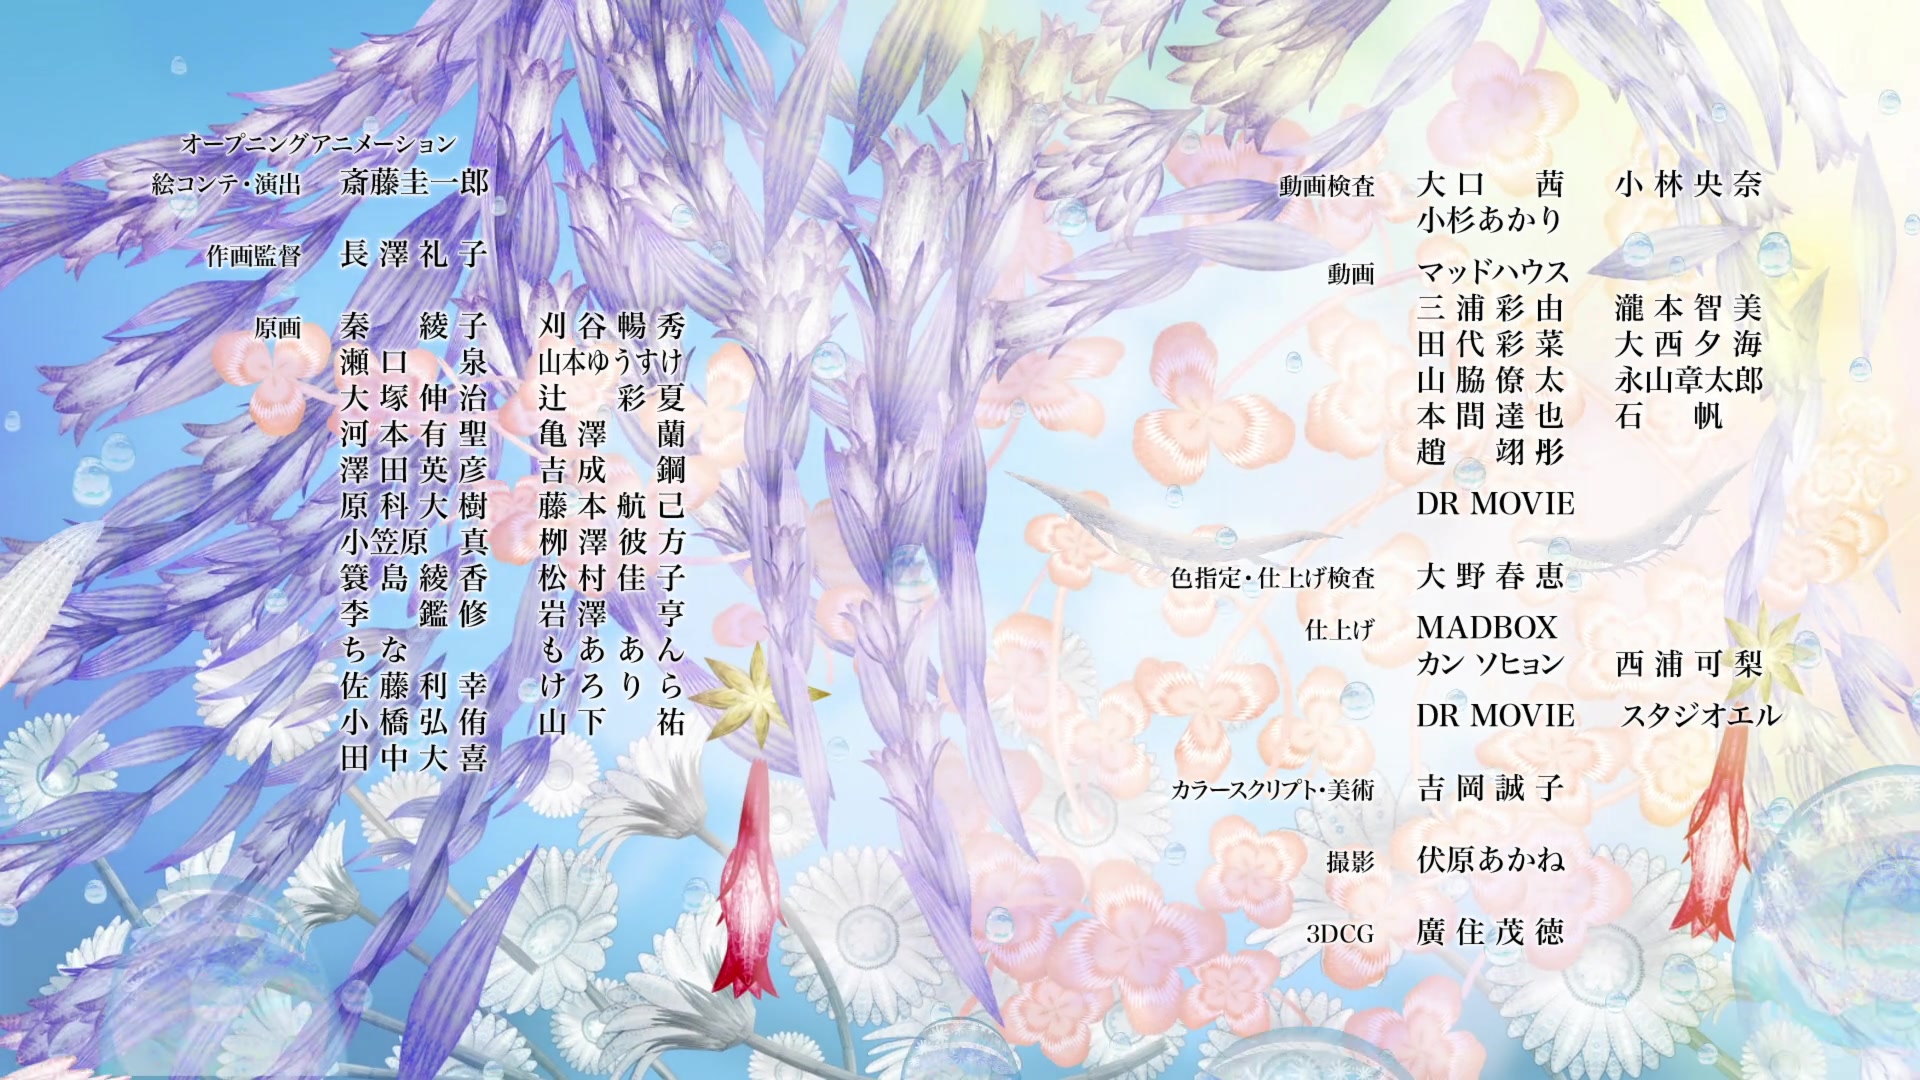 オープニングアニメーション
絵コンテ・演出 斎藤圭一郎
作画監督 長澤礼子
原画 秦 綾子 刈谷暢秀
瀬口 泉 山本ゆうすけ
大塚伸治 辻 彩夏
河本有聖 亀澤 蘭
澤田英彦 吉成 鋼
原科大樹 藤本航己
小笠原 真 栁澤彼方
簑島綾香 松村佳子
李 鑑修 岩澤 亨
ちな もああん
佐藤利幸 けろりら
小橋弘侑 山下 祐
田中大喜
動画検査 大口 茜 小林央奈
小杉あかり
動画 マッドハウス
三浦彩由 瀧本智美
田代彩菜 大西夕海
山脇僚太 永山章太郎
本間達也 石 帆
趙 翊彤
DR MOVIE
色指定・仕上げ検査 大野春恵
仕上げ MADBOX
カン ソヒョン 西浦可梨
DR MOVIE スタジオエル
カラースクリプト・美術 吉岡誠子
撮影 伏原あかね
3DCG 廣住茂徳